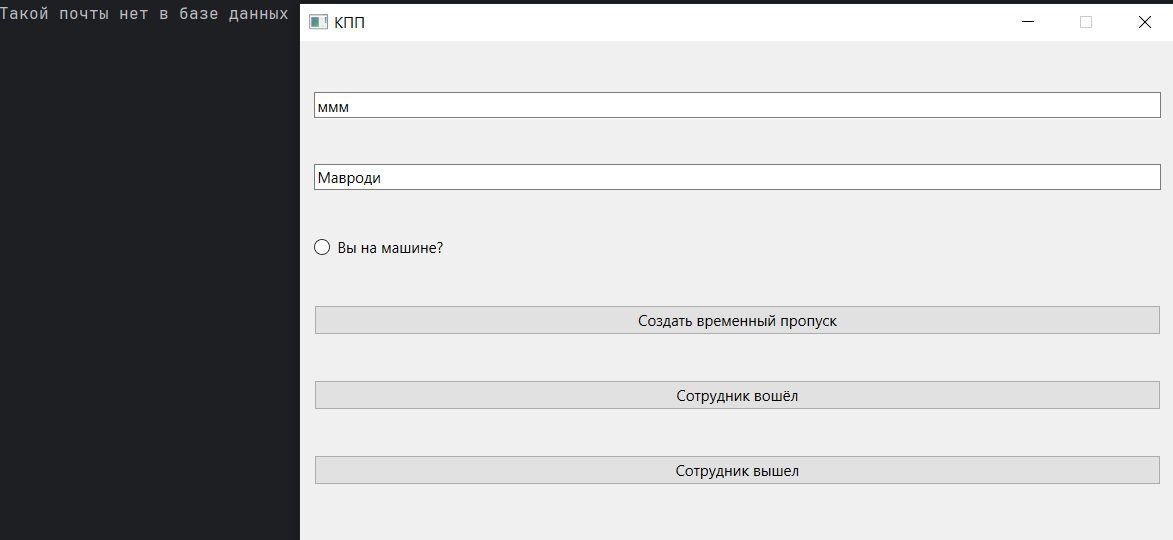 Такой почты нет в базе данных
КПП
ммм
Мавроди
Вы на машине?
Создать временный пропуск
Сотрудник вошёл
Сотрудник вышел